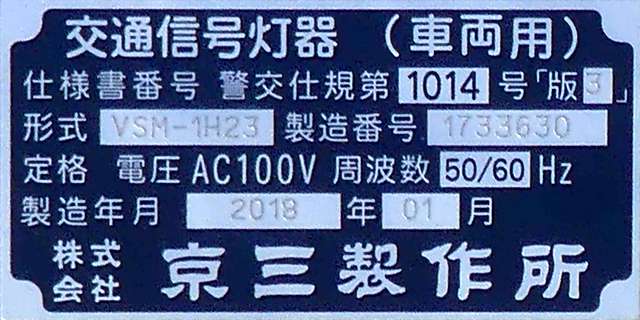 交通信号灯器（車両用）
仕様書番号 警交仕規第 1014 号「版3」
形式 VSM-1H23 製造番号 1733630
定格 電圧 AC100V 周波数 50/60 Hz
製造年月 2018 年 01 月
株式会社 京三製作所